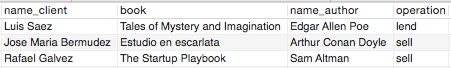 name_client book name_author operation
Luis Saez Tales of Mystery and Imagination Edgar Allen Poe lend
Jose Maria Bermudez Estudio en escarlata Arthur Conan Doyle sell
Rafael Galvez The Startup Playbook Sam Altman sell